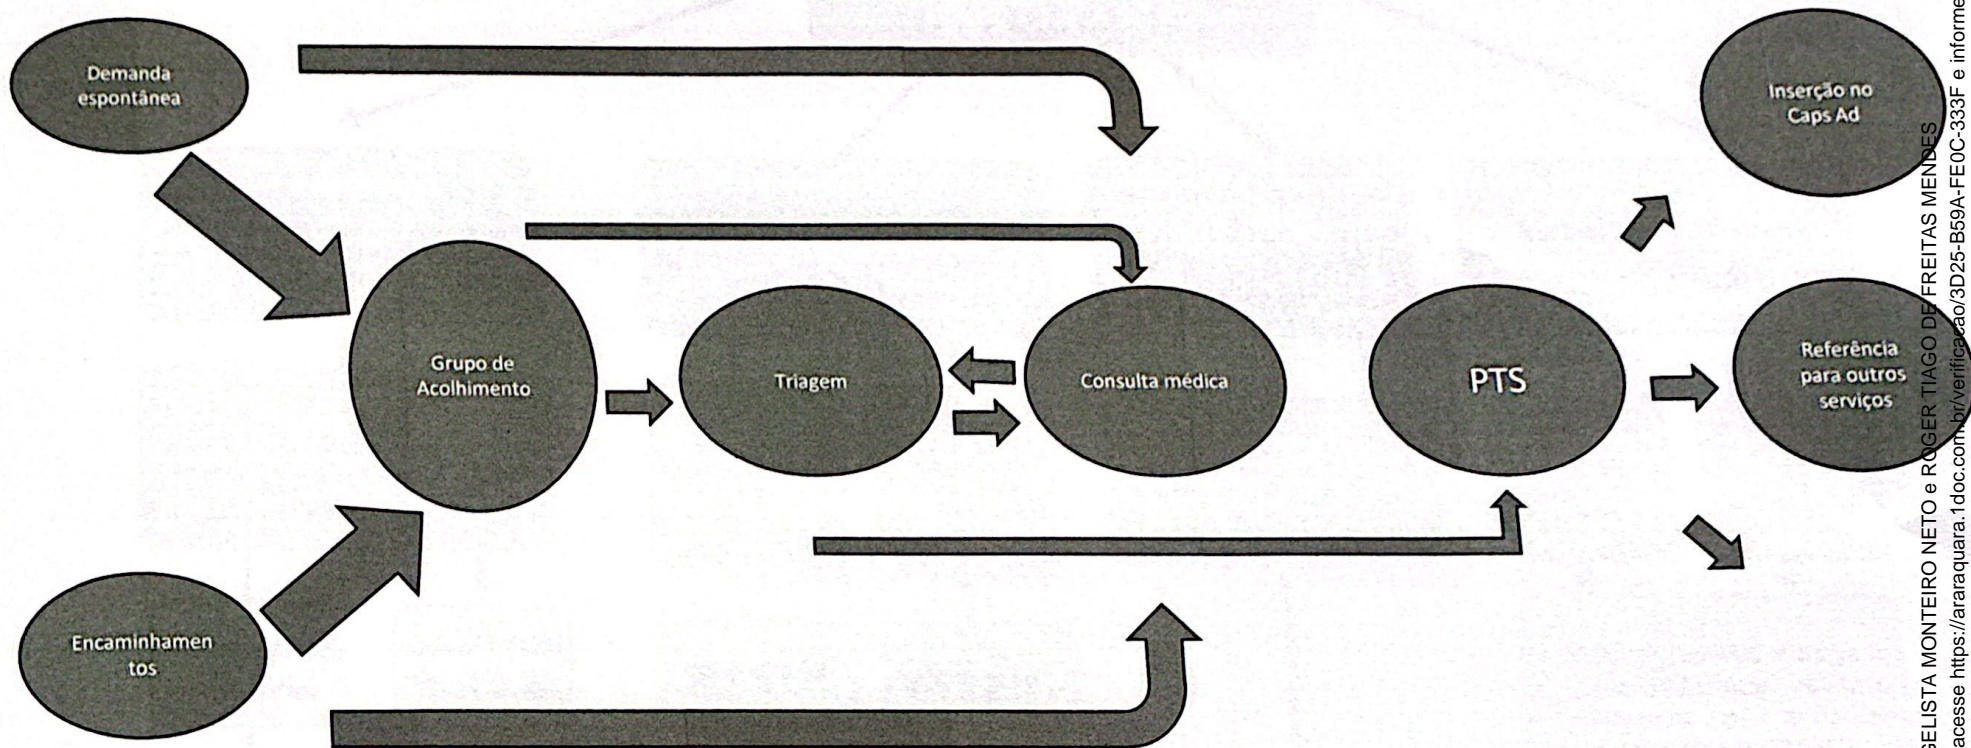 Demanda
espontânea
Inserção no
Caps Ad
Grupo de
Acolhimento
Triagem
Consulta médica
PTS
Referência
para outros
serviços
Encaminhamen
tos
GELISTA MONTEIRO NETO e ROGER TIAGO DE FREITAS MENDES
acesse https://araraquara.1doc.com.br/verificacao/3D25-B59A-FE0C-333F e informe